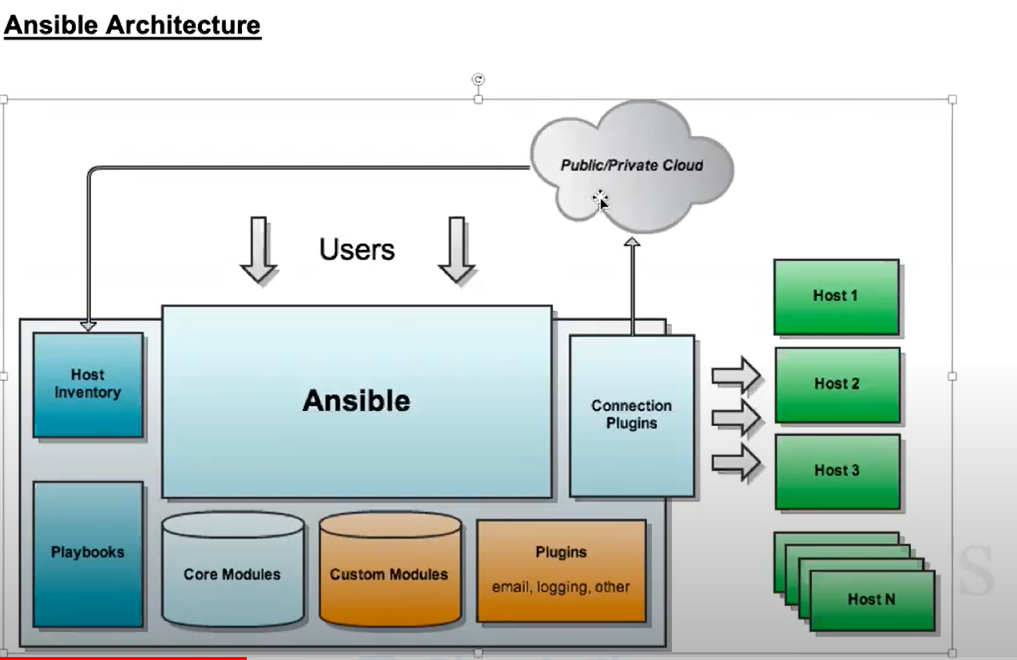 Ansible Architecture
Public/Private Cloud
Users
Host 1
Host
Inventory
Ansible
Connection
Plugins
Host 2
Host 3
Playbooks
Core Modules
Custom Modules
Plugins
email, logging, other
Host N
S